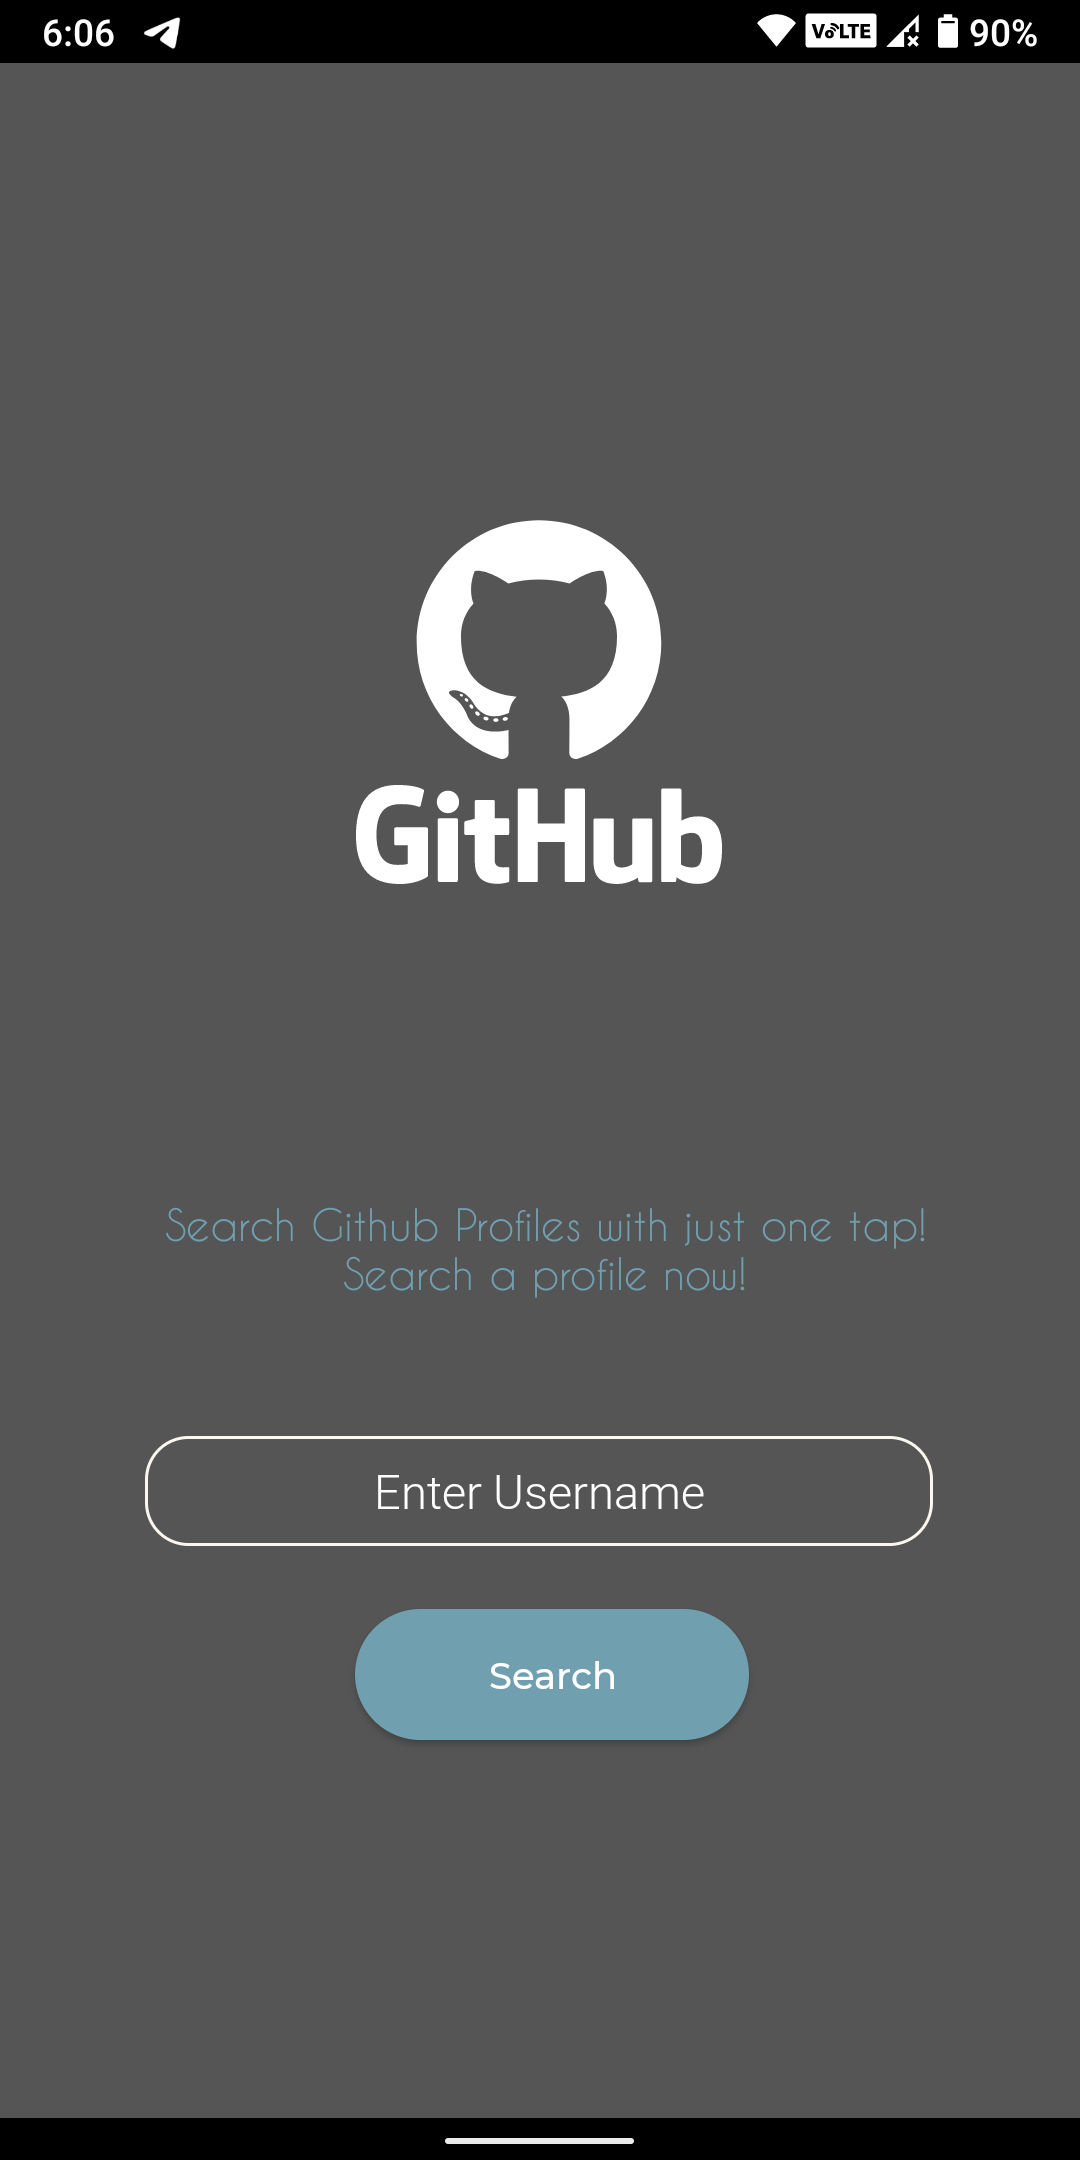 6:06 VoLTE 90%
GitHub
Search Github Profiles with just one tap!
Search a profile now!
Enter Username
Search